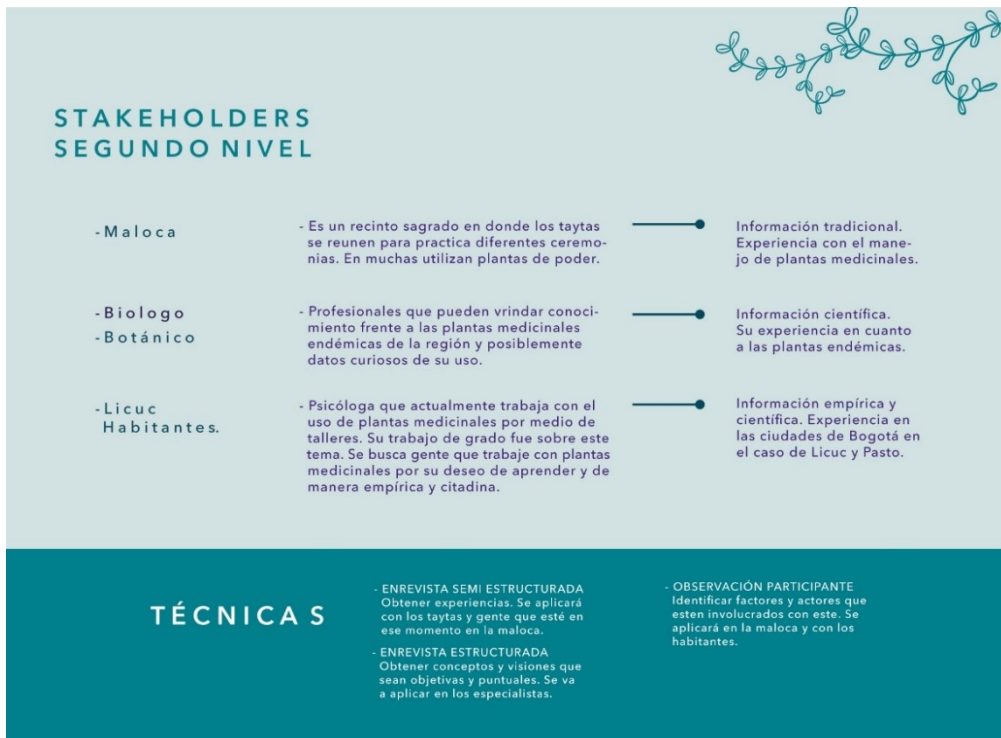 STAKEHOLDERS
SEGUNDO NIVEL
-Maloca
- Es un recinto sagrado en donde los taytas
se reunen para practica diferentes ceremo-
nias. En muchas utilizan plantas de poder.
Información tradicional.
Experiencia con el mane-
jo de plantas medicinales.
-Biologo
-Botánico
- Profesionales que pueden vrindar conoci-
miento frente a las plantas medicinales
endémicas de la región y posiblemente
datos curiosos de su uso.
Información científica.
Su experiencia en cuanto
a las plantas endémicas.
-Licuc
Habitantes.
- Psicóloga que actualmente trabaja con el
uso de plantas medicinales por medio de
talleres. Su trabajo de grado fue sobre este
tema. Se busca gente que trabaje con plantas
medicinales por su deseo de aprender y de
manera empírica y citadina.
Información empírica y
científica. Experiencia en
las ciudades de Bogotá en
el caso de Licuc y Pasto.
TÉCNICAS
- ENREVISTA SEMI ESTRUCTURADA
Obtener experiencias. Se aplicará
con los taytas y gente que esté en
ese momento en la maloca.
- ENREVISTA ESTRUCTURADA
Obtener conceptos y visiones que
sean objetivas y puntuales. Se va
a aplicar en los especialistas.
- OBSERVACIÓN PARTICIPANTE
Identificar factores y actores que
esten involucrados con este. Se
aplicará en la maloca y con los
habitantes.